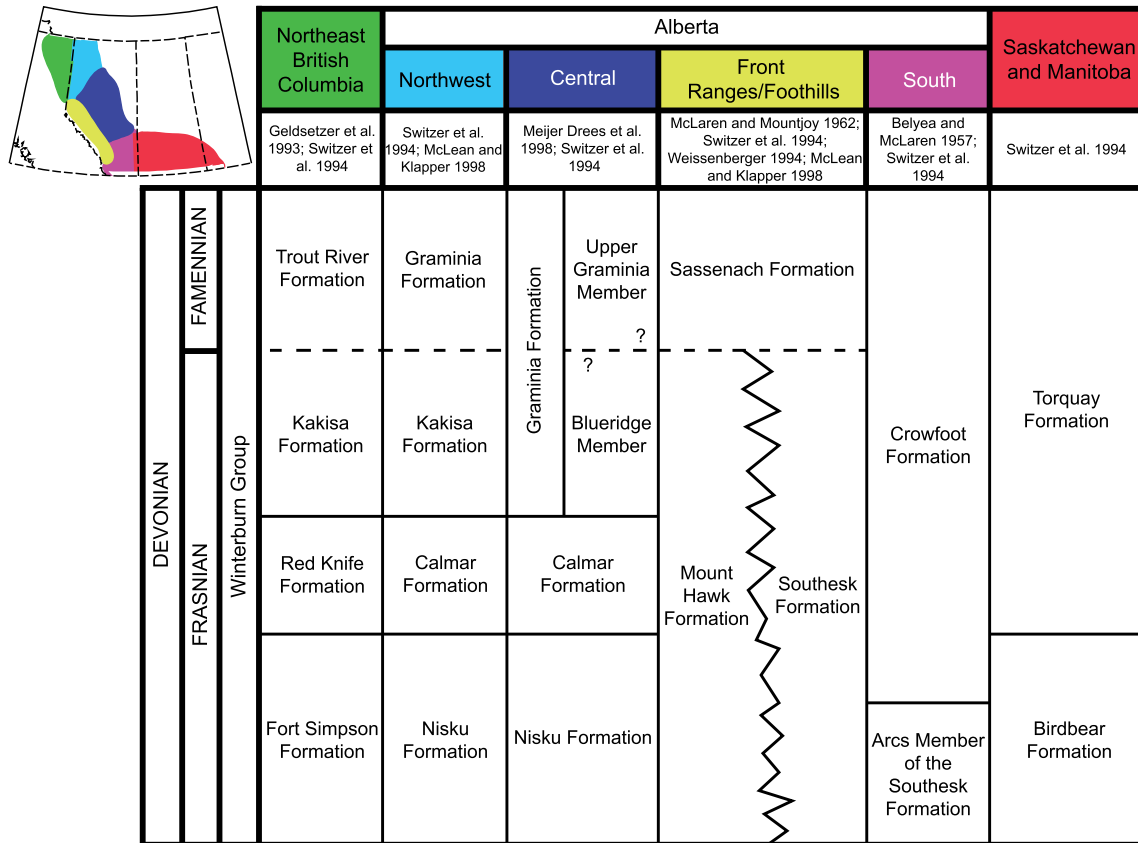 Northeast
British
Columbia
Alberta
Northwest
Central
Front
Ranges/Foothills
South
Saskatchewan
and Manitoba
Geldsetzer et al.
1993; Switzer et
al. 1994
Switzer et al.
1994; McLean
and Klapper 1998
Meijer Drees et al.
1998; Switzer et al.
1994
McLaren and Mountjoy 1962;
Switzer et al. 1994;
Weissenberger 1994; McLean
and Klapper 1998
Belyea and
McLaren 1957;
Switzer et al.
1994
Switzer et al. 1994
DEVONIAN
FAMENNIAN
FRASNIAN
Winterburn Group
Trout River
Formation
Graminia
Formation
Graminia Formation
Upper
Graminia
Member
?
Sassenach Formation
Kakisa
Formation
Kakisa
Formation
?
Blueridge
Member
Crowfoot
Formation
Torquay
Formation
Red Knife
Formation
Calmar
Formation
Calmar
Formation
Mount
Hawk
Formation
Southesk
Formation
Fort Simpson
Formation
Nisku
Formation
Nisku Formation
Arcs Member
of the
Southesk
Formation
Birdbear
Formation